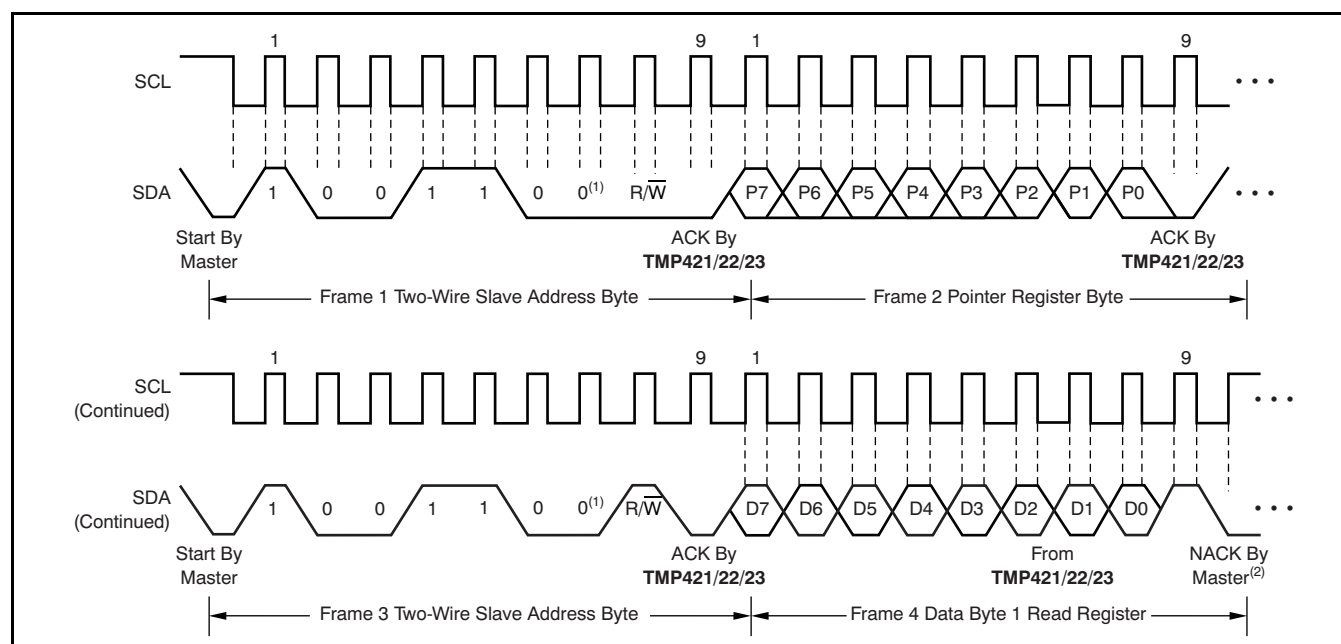 1 9 1 9
SCL • • •
SDA 1 0 0 1 1 0 0(1) R/W̅ P7 P6 P5 P4 P3 P2 P1 P0 • • •
Start By ACK By ACK By
Master TMP421/22/23 TMP421/22/23
Frame 1 Two-Wire Slave Address Byte Frame 2 Pointer Register Byte
1 9 1 9
SCL
(Continued) • • •
SDA 1 0 0 1 1 0 0(1) R/W̅ D7 D6 D5 D4 D3 D2 D1 D0 • • •
(Continued)
Start By ACK By From NACK By
Master TMP421/22/23 TMP421/22/23 Master(2)
Frame 3 Two-Wire Slave Address Byte Frame 4 Data Byte 1 Read Register